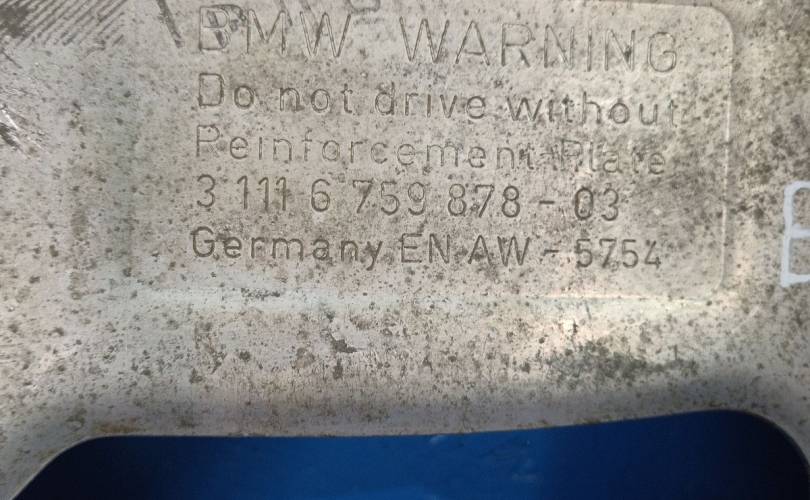 BMW WARNING
Do not drive without
Reinforcement Plate
3 111 6 759 878 - 03
Germany EN AW - 5754